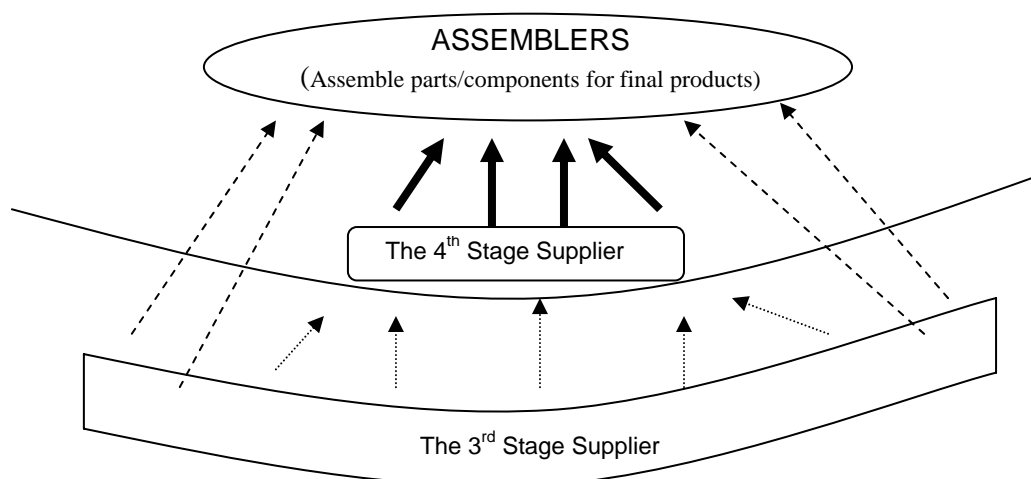 ASSEMBLERS
(Assemble parts/components for final products)
The 4th Stage Supplier
The 3rd Stage Supplier